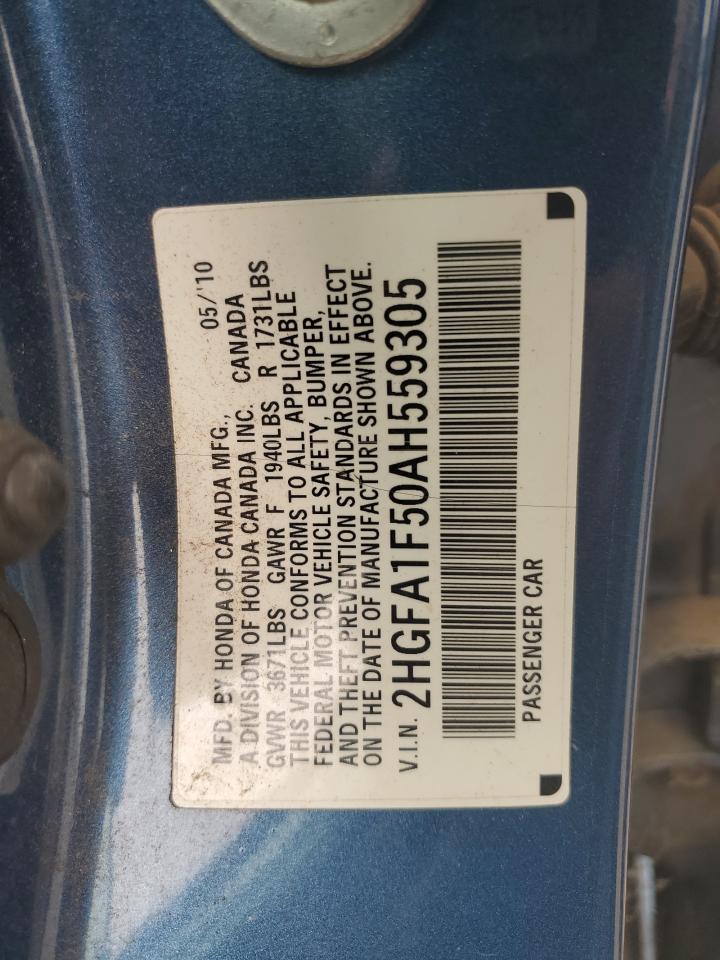 MFD. BY HONDA OF CANADA MFG., 05/'10
A DIVISION OF HONDA CANADA INC. CANADA
GVWR 3671LBS GAWR F 1940LBS R 1731LBS
THIS VEHICLE CONFORMS TO ALL APPLICABLE
FEDERAL MOTOR VEHICLE SAFETY, BUMPER,
AND THEFT PREVENTION STANDARDS IN EFFECT
ON THE DATE OF MANUFACTURE SHOWN ABOVE.
V.I.N. 2HGFA1F50AH559305
PASSENGER CAR